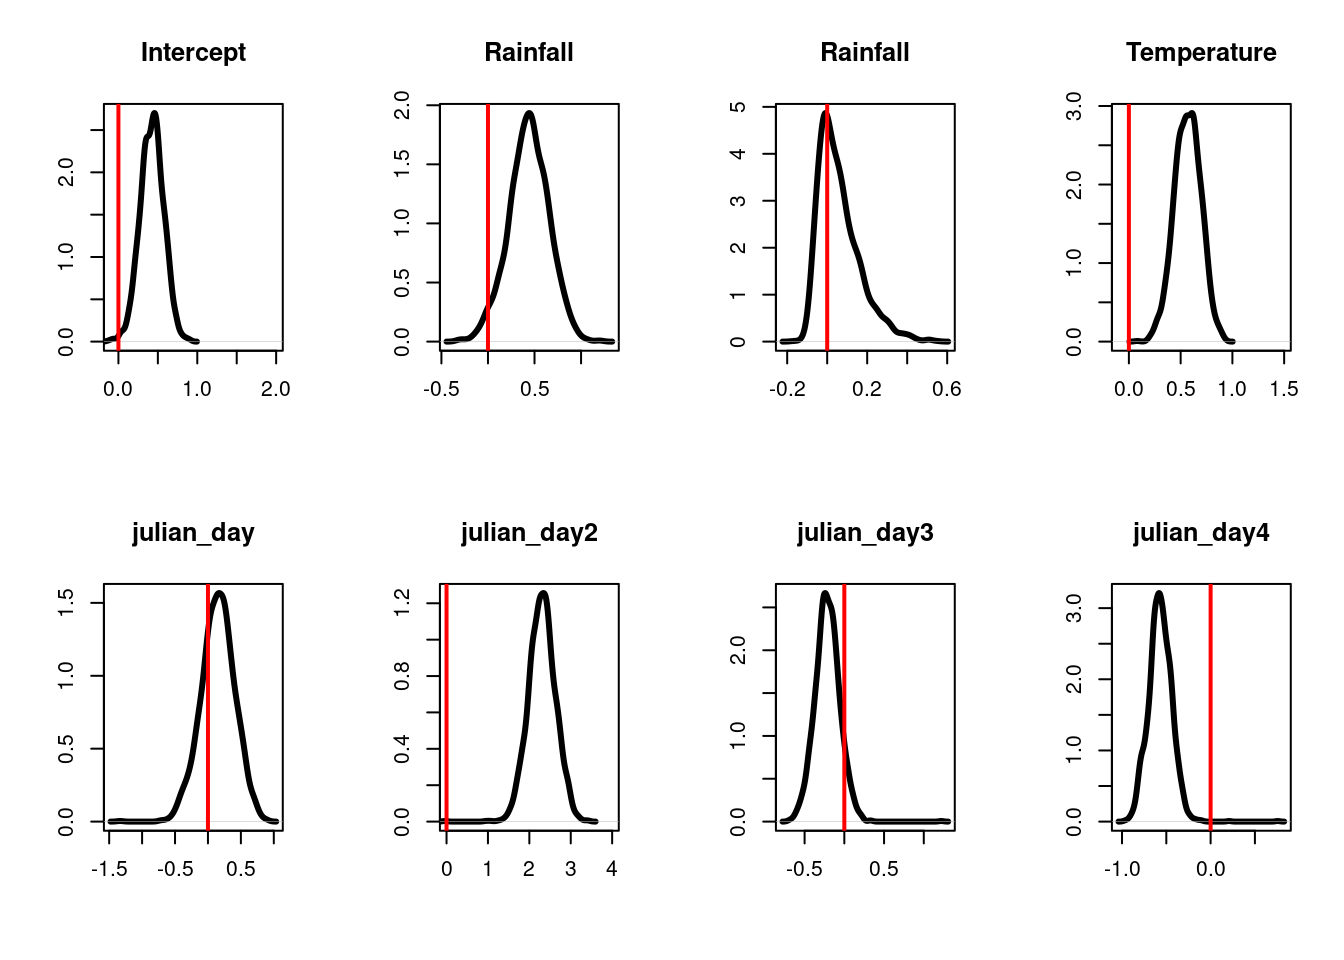 Intercept
Rainfall
Rainfall
Temperature
0.0 1.0 2.0
0.0 1.0 2.0
0.0 0.5 1.0 1.5 2.0
-0.5 0.5
0 1 2 3 4 5
-0.2 0.2 0.6
0.0 1.0 2.0 3.0
0.0 0.5 1.0 1.5
julian_day
julian_day2
julian_day3
julian_day4
0.0 0.5 1.0 1.5
-1.5 -0.5 0.5
0.0 0.4 0.8 1.2
0 1 2 3 4
0.0 1.0 2.0
-0.5 0.5
0.0 1.0 2.0 3.0
-1.0 0.0